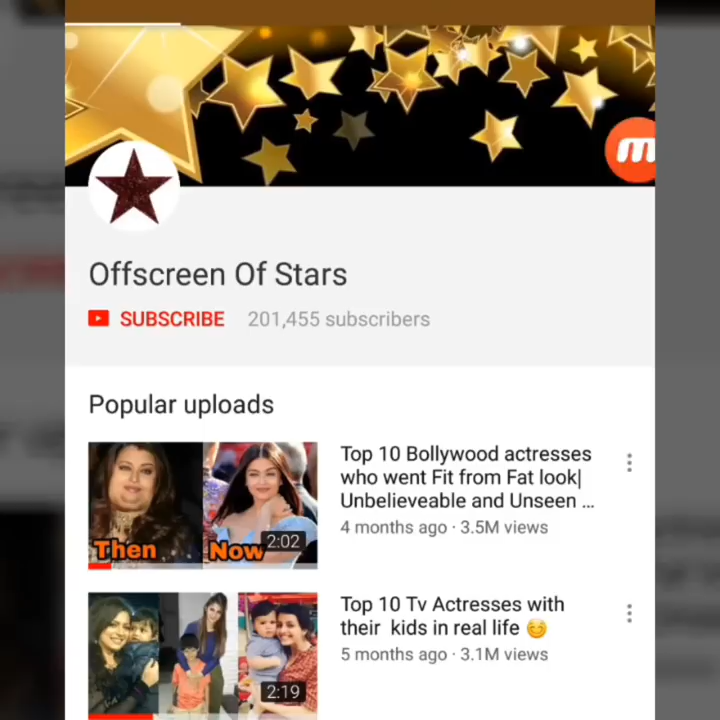 m
Offscreen Of Stars
SUBSCRIBE 201,455 subscribers
Popular uploads
Top 10 Bollywood actresses
who went Fit from Fat look|
Unbelieveable and Unseen ...
4 months ago · 3.5M views
Then Now 2:02
Top 10 Tv Actresses with
their kids in real life 😊
5 months ago · 3.1M views
2:19